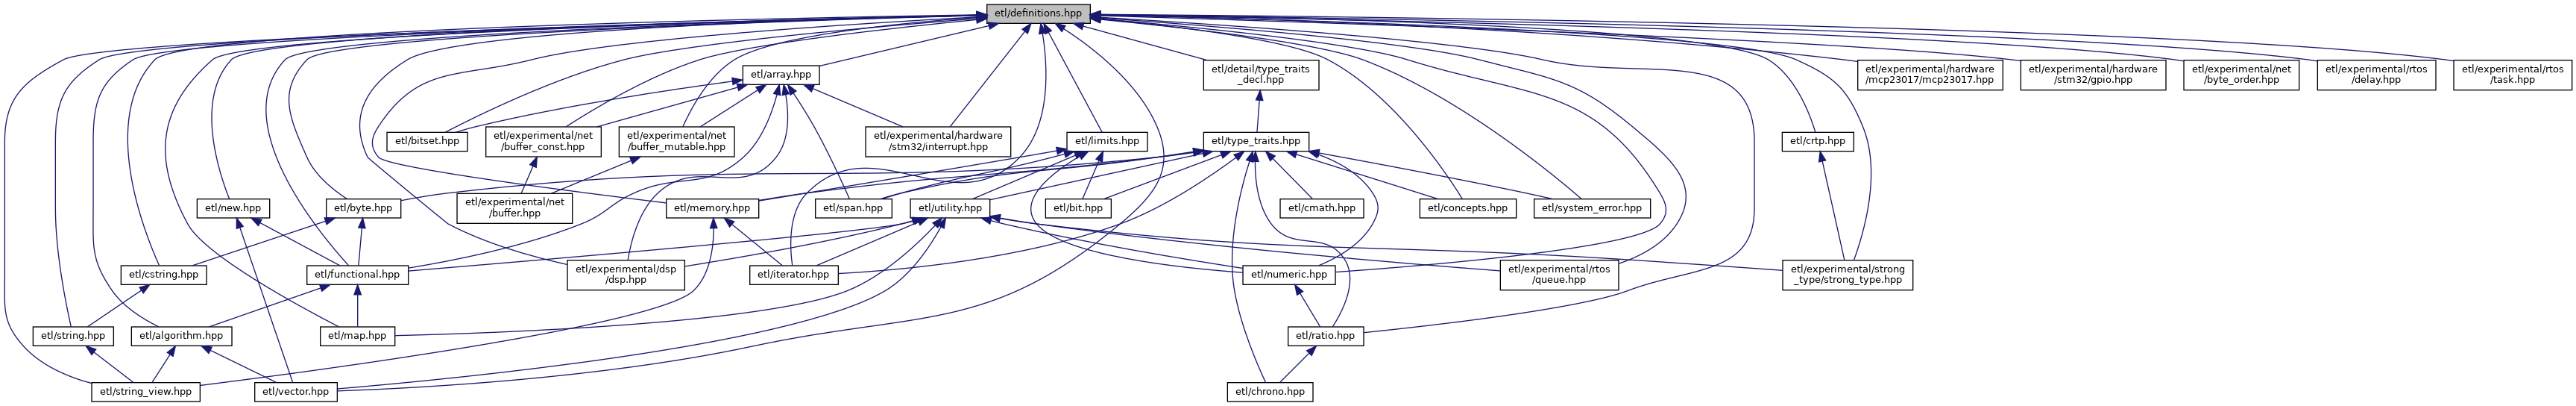 etl/definitions.hpp
etl/array.hpp
etl/detail/type_traits
_decl.hpp
etl/experimental/hardware
/mcp23017/mcp23017.hpp
etl/experimental/hardware
/stm32/gpio.hpp
etl/experimental/net
/byte_order.hpp
etl/experimental/rtos
/delay.hpp
etl/experimental/rtos
/task.hpp
etl/bitset.hpp
etl/experimental/net
/buffer_const.hpp
etl/experimental/net
/buffer_mutable.hpp
etl/experimental/hardware
/stm32/interrupt.hpp
etl/limits.hpp
etl/type_traits.hpp
etl/crtp.hpp
etl/new.hpp
etl/byte.hpp
etl/experimental/net
/buffer.hpp
etl/memory.hpp
etl/span.hpp
etl/utility.hpp
etl/bit.hpp
etl/cmath.hpp
etl/concepts.hpp
etl/system_error.hpp
etl/cstring.hpp
etl/functional.hpp
etl/experimental/dsp
/dsp.hpp
etl/iterator.hpp
etl/numeric.hpp
etl/experimental/rtos
/queue.hpp
etl/experimental/strong
_type/strong_type.hpp
etl/string.hpp
etl/algorithm.hpp
etl/map.hpp
etl/ratio.hpp
etl/string_view.hpp
etl/vector.hpp
etl/chrono.hpp